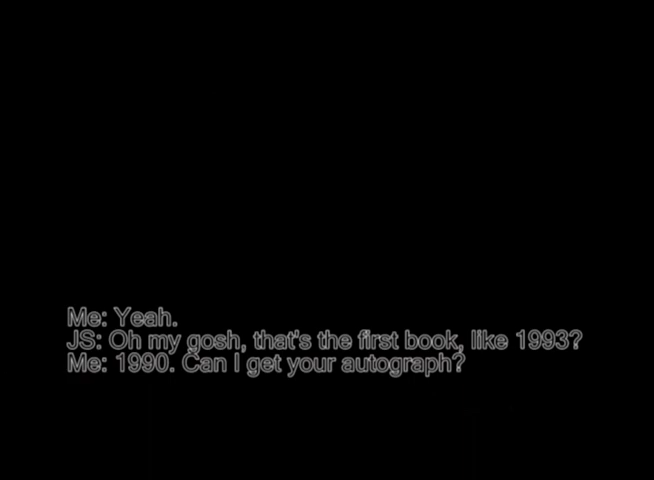 Me: Yeah.
JS: Oh my gosh, that's the first book, like 1993?
Me: 1990. Can I get your autograph?